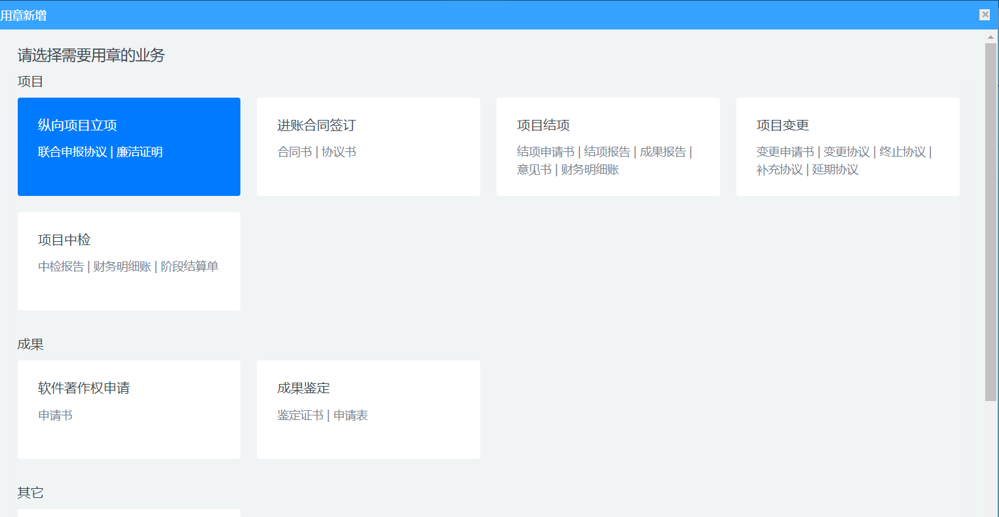 用章新增
请选择需要用章的业务
项目
纵向项目立项
联合申报协议 | 廉洁证明
进账合同签订
合同书 | 协议书
项目结项
结项申请书 | 结项报告 | 成果报告 |
意见书 | 财务明细账
项目变更
变更申请书 | 变更协议 | 终止协议 |
补充协议 | 延期协议
项目中检
中检报告 | 财务明细账 | 阶段结算单
成果
软件著作权申请
申请书
成果鉴定
鉴定证书 | 申请表
其它